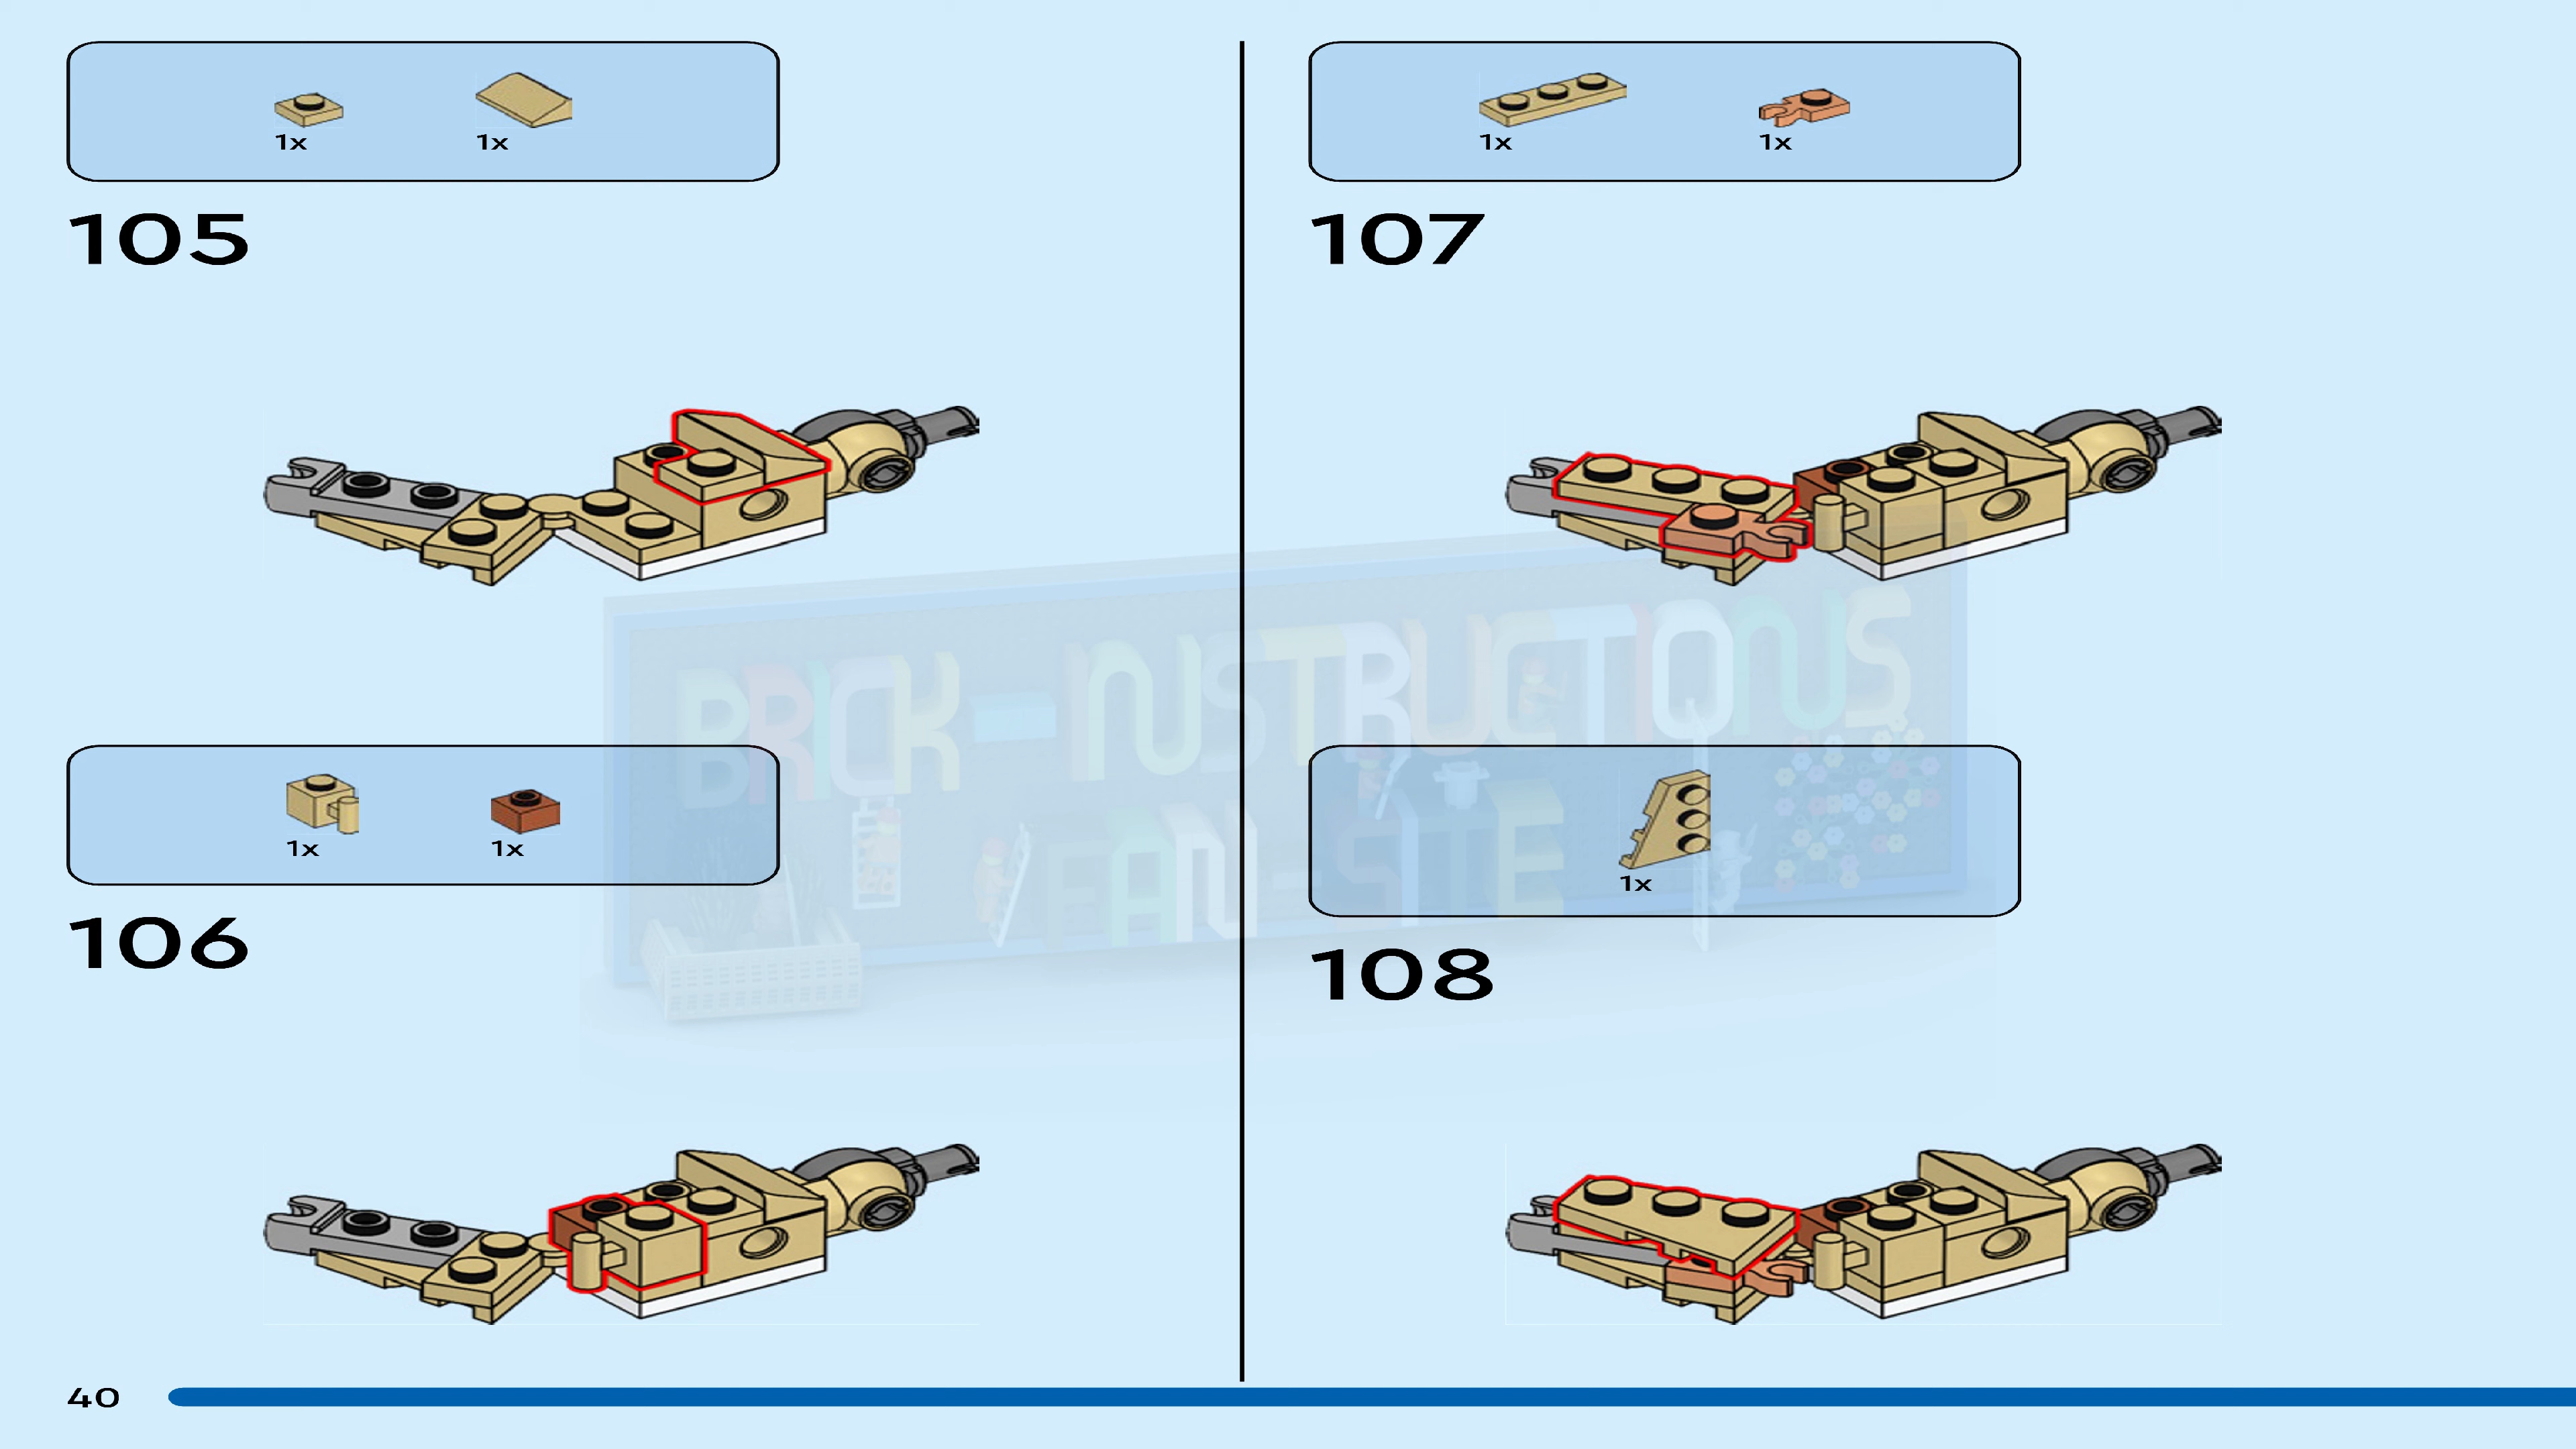 1x 1x
105
1x 1x
106
1x 1x
107
1x
108
BRICK-INSTRUCTIONS
FAN-SITE
40